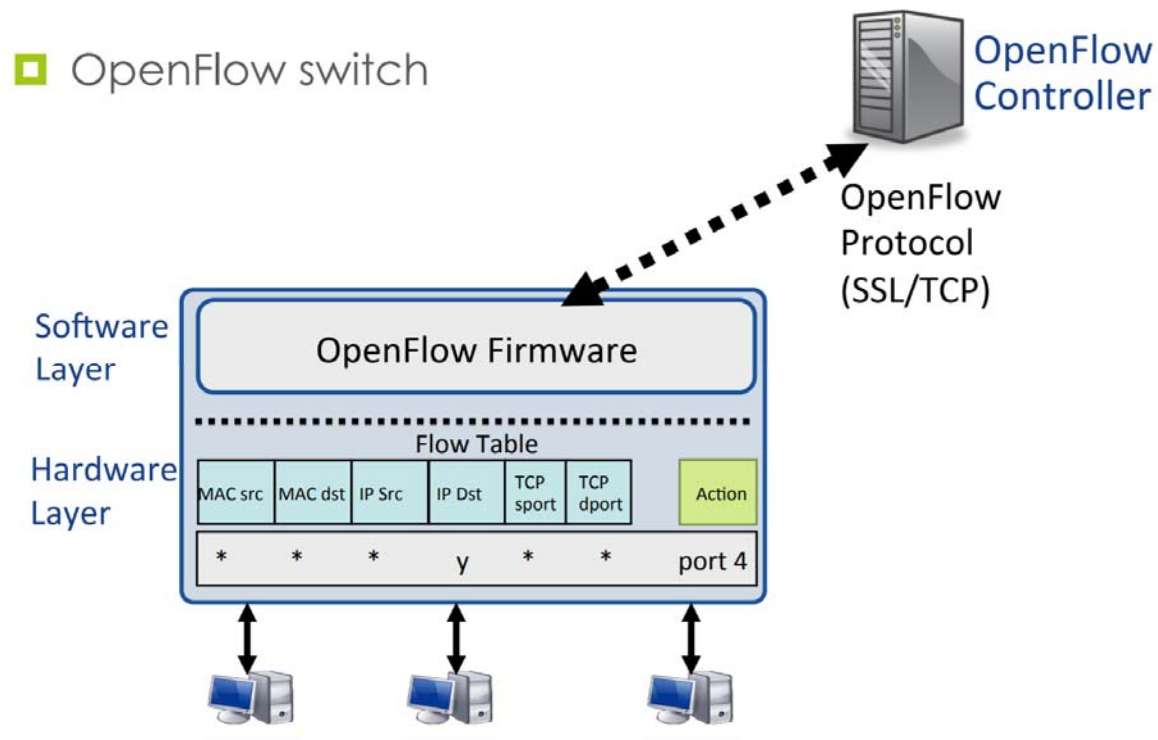 OpenFlow switch
OpenFlow
Controller
OpenFlow
Protocol
(SSL/TCP)
Software
Layer
OpenFlow Firmware
Flow Table
Hardware
Layer
MAC src MAC dst IP Src IP Dst TCP sport TCP dport Action
* * * y * * port 4